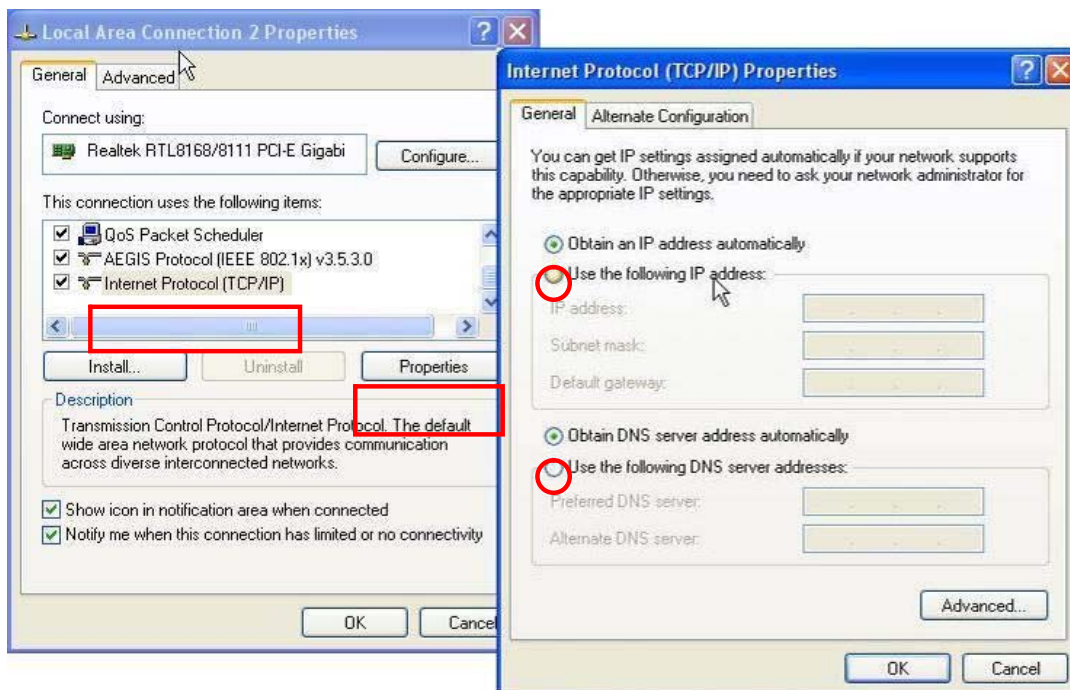 Local Area Connection 2 Properties
General Advanced
Connect using:
Realtek RTL8168/8111 PCI-E Gigabi
Configure...
This connection uses the following items:
QoS Packet Scheduler
AEGIS Protocol (IEEE 802.1x) v3.5.3.0
Internet Protocol (TCP/IP)
Install... Uninstall Properties
Description
Transmission Control Protocol/Internet Protocol. The default
wide area network protocol that provides communication
across diverse interconnected networks.
Show icon in notification area when connected
Notify me when this connection has limited or no connectivity
OK Cancel
Internet Protocol (TCP/IP) Properties
General Alternate Configuration
You can get IP settings assigned automatically if your network supports
this capability. Otherwise, you need to ask your network administrator for
the appropriate IP settings.
Obtain an IP address automatically
Use the following IP address:
IP address:
Subnet mask:
Default gateway:
Obtain DNS server address automatically
Use the following DNS server addresses:
Preferred DNS server:
Alternate DNS server:
Advanced...
OK Cancel